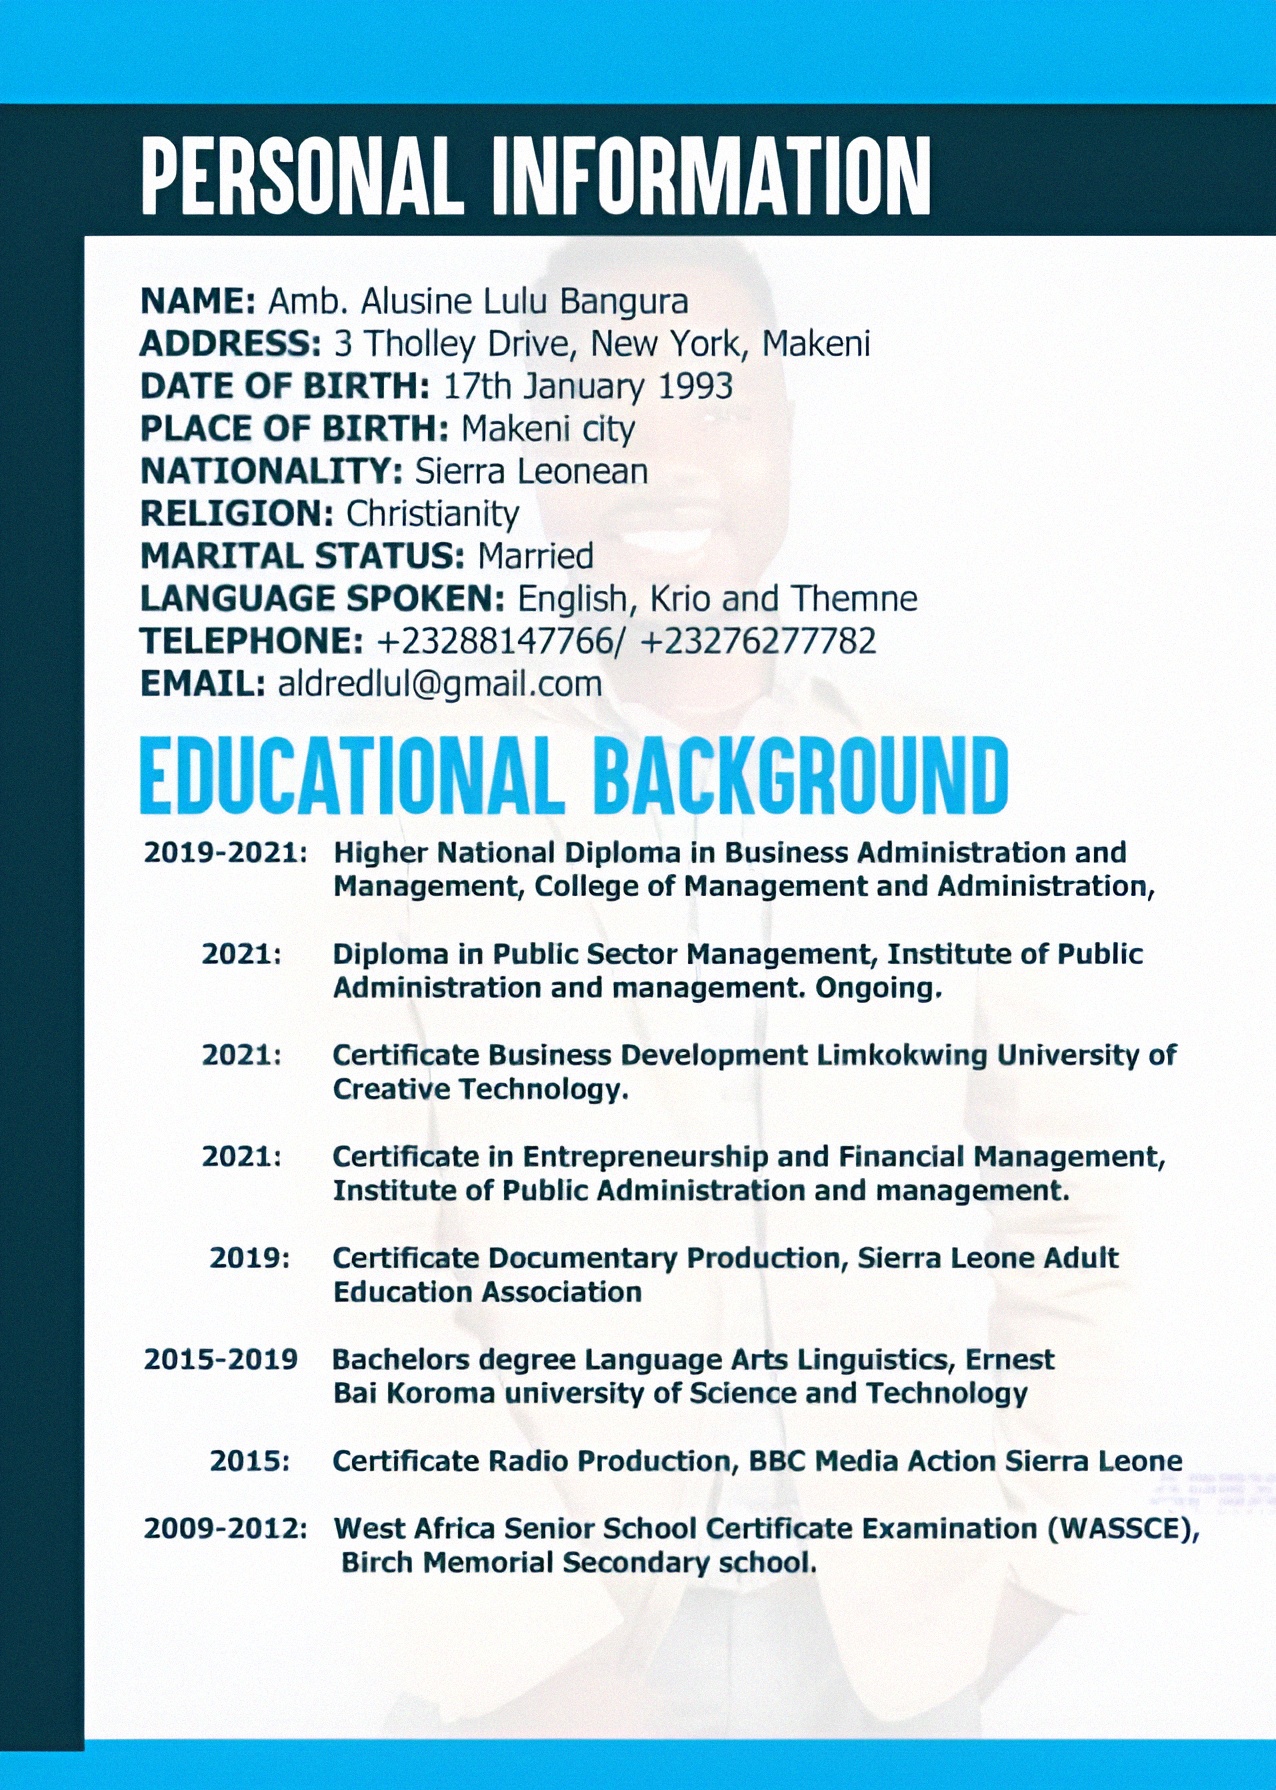 PERSONAL INFORMATION
NAME: Amb. Alusine Lulu Bangura
ADDRESS: 3 Tholley Drive, New York, Makeni
DATE OF BIRTH: 17th January 1993
PLACE OF BIRTH: Makeni city
NATIONALITY: Sierra Leonean
RELIGION: Christianity
MARITAL STATUS: Married
LANGUAGE SPOKEN: English, Krio and Themne
TELEPHONE: +23288147766/ +23276277782
EMAIL: aldredlul@gmail.com
EDUCATIONAL BACKGROUND
2019-2021: Higher National Diploma in Business Administration and
Management, College of Management and Administration,
2021: Diploma in Public Sector Management, Institute of Public
Administration and management. Ongoing.
2021: Certificate Business Development Limkokwing University of
Creative Technology.
2021: Certificate in Entrepreneurship and Financial Management,
Institute of Public Administration and management.
2019: Certificate Documentary Production, Sierra Leone Adult
Education Association
2015-2019 Bachelors degree Language Arts Linguistics, Ernest
Bai Koroma university of Science and Technology
2015: Certificate Radio Production, BBC Media Action Sierra Leone
2009-2012: West Africa Senior School Certificate Examination (WASSCE),
Birch Memorial Secondary school.